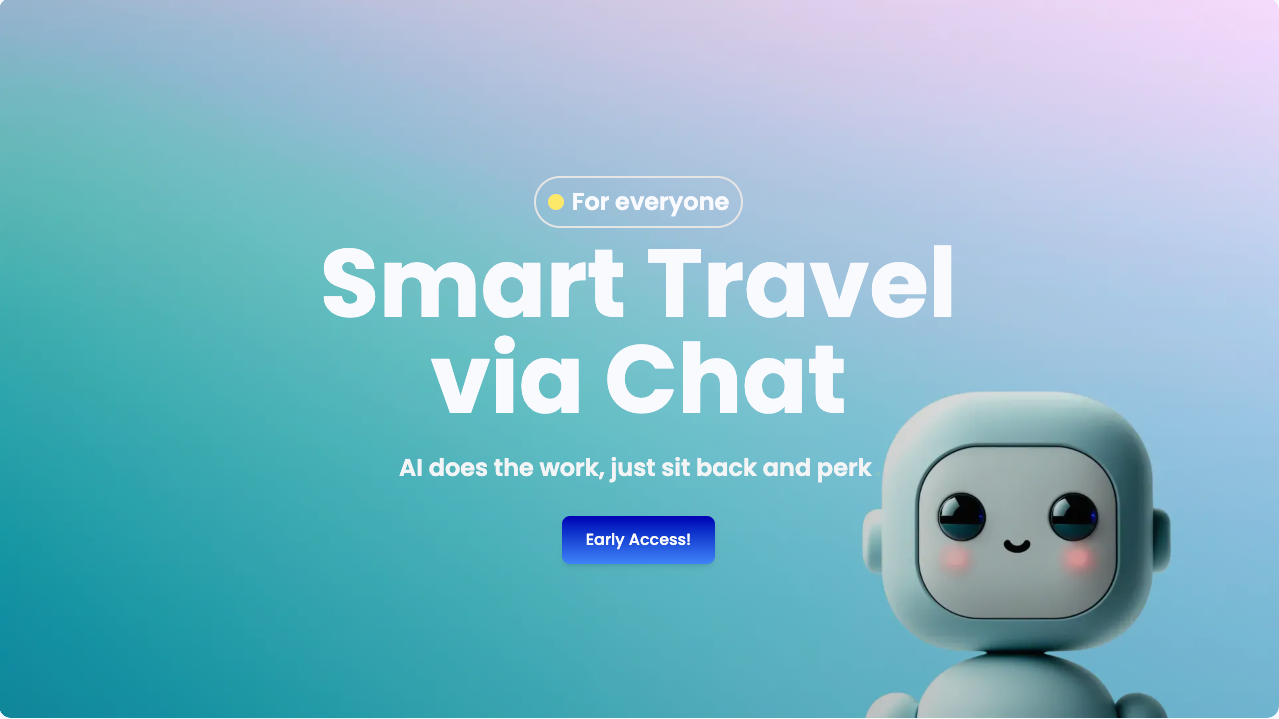 For everyone
Smart Travel
via Chat
AI does the work, just sit back and perk
Early Access!